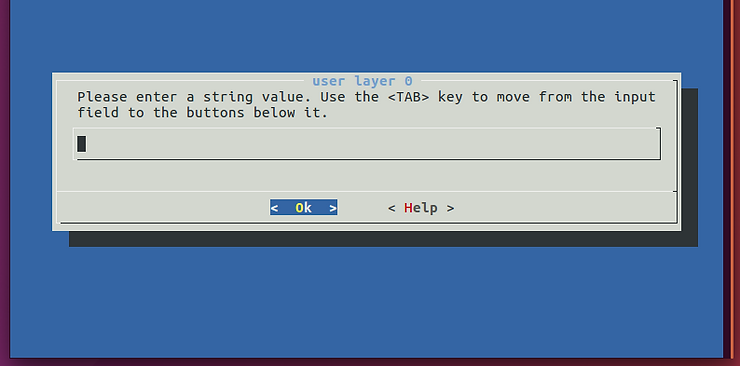 user layer 0
Please enter a string value. Use the <TAB> key to move from the input
field to the buttons below it.
< Ok > < Help >